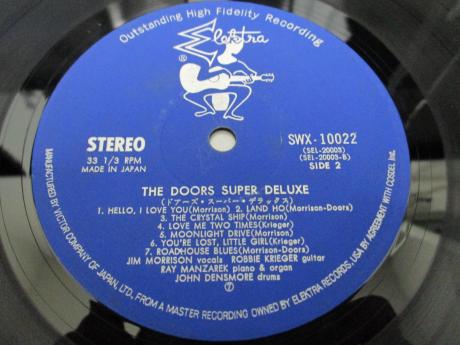 Outstanding High Fidelity Recording
Elektra
®
STEREO
33 1/3 RPM
MADE IN JAPAN
SWX-10022
(SEL-20003)
(SEL-20003-B)
SIDE 2
THE DOORS SUPER DELUXE
(ドアーズ・スーパー・デラックス)
1. HELLO, I LOVE YOU(Morrison) 2. LAND HO(Morrison-Doors)
3. THE CRYSTAL SHIP(Morrison)
4. LOVE ME TWO TIMES(Krieger)
5. MOONLIGHT DRIVE(Morrison)
6. YOU'RE LOST, LITTLE GIRL(Krieger)
7. ROADHOUSE BLUES(Morrison-Doors)
JIM MORRISON vocals ROBBIE KRIEGER guitar
RAY MANZAREK piano & organ
JOHN DENSMORE drums
MANUFACTURED BY VICTOR COMPANY OF JAPAN, LTD., FROM A MASTER RECORDING OWNED BY ELEKTRA RECORDS, USA BY AGREEMENT WITH COSDEL Inc.